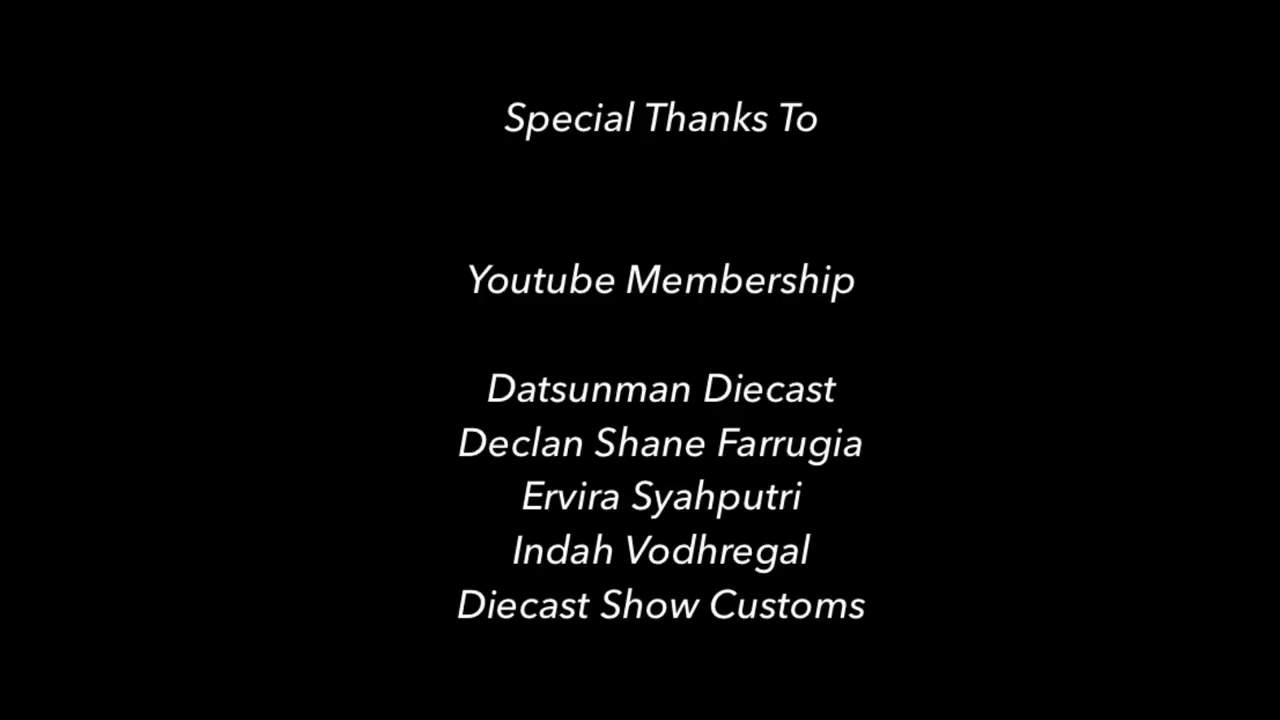 Special Thanks To
Youtube Membership
Datsunman Diecast
Declan Shane Farrugia
Ervira Syahputri
Indah Vodhregal
Diecast Show Customs